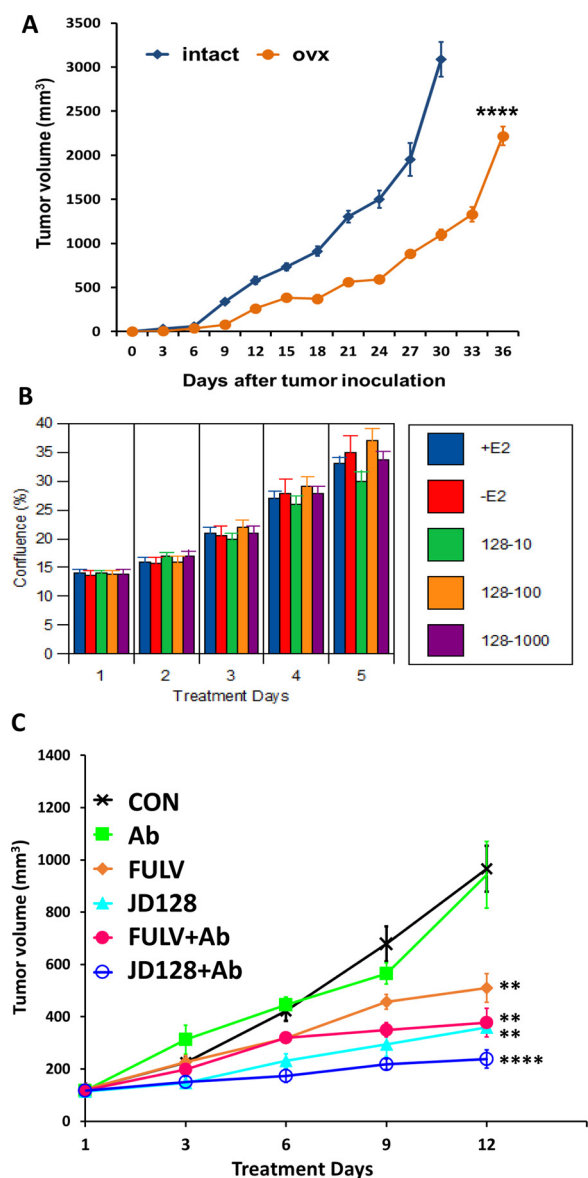 A
Tumor volume (mm³)
3500
3000
2500
2000
1500
1000
500
0
intact
ovx
****
0 3 6 9 12 15 18 21 24 27 30 33 36
Days after tumor inoculation
B
Confluence (%)
40
35
30
25
20
15
10
5
0
1 2 3 4 5
Treatment Days
+E2
-E2
128-10
128-100
128-1000
C
Tumor volume (mm³)
1400
1200
1000
800
600
400
200
0
CON
Ab
FULV
JD128
FULV+Ab
JD128+Ab
**
**
**
****
1 3 6 9 12
Treatment Days